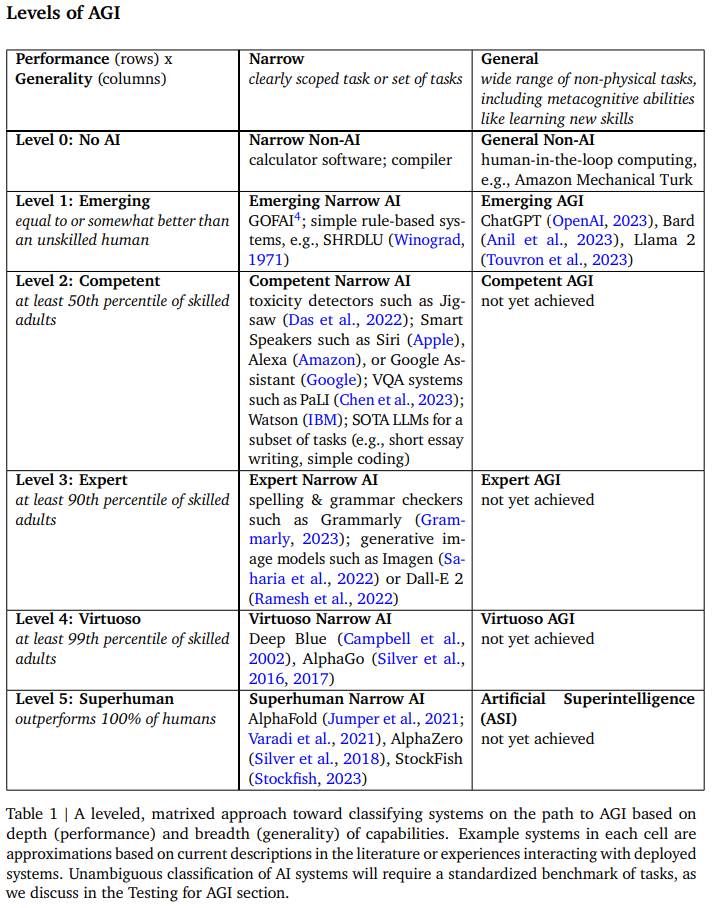 Levels of AGI
Performance (rows) x
Generality (columns)
Narrow
clearly scoped task or set of tasks
General
wide range of non-physical tasks,
including metacognitive abilities
like learning new skills
Level 0: No AI
Narrow Non-AI
calculator software; compiler
General Non-AI
human-in-the-loop computing,
e.g., Amazon Mechanical Turk
Level 1: Emerging
equal to or somewhat better than
an unskilled human
Emerging Narrow AI
GOFAI4; simple rule-based sys-
tems, e.g., SHRDLU (Winograd,
1971)
Emerging AGI
ChatGPT (OpenAI, 2023), Bard
(Anil et al., 2023), Llama 2
(Touvron et al., 2023)
Level 2: Competent
at least 50th percentile of skilled
adults
Competent Narrow AI
toxicity detectors such as Jig-
saw (Das et al., 2022); Smart
Speakers such as Siri (Apple),
Alexa (Amazon), or Google As-
sistant (Google); VQA systems
such as PaLI (Chen et al., 2023);
Watson (IBM); SOTA LLMs for a
subset of tasks (e.g., short essay
writing, simple coding)
Competent AGI
not yet achieved
Level 3: Expert
at least 90th percentile of skilled
adults
Expert Narrow AI
spelling & grammar checkers
such as Grammarly (Gram-
marly, 2023); generative im-
age models such as Imagen (Sa-
haria et al., 2022) or Dall-E 2
(Ramesh et al., 2022)
Expert AGI
not yet achieved
Level 4: Virtuoso
at least 99th percentile of skilled
adults
Virtuoso Narrow AI
Deep Blue (Campbell et al.,
2002), AlphaGo (Silver et al.,
2016, 2017)
Virtuoso AGI
not yet achieved
Level 5: Superhuman
outperforms 100% of humans
Superhuman Narrow AI
AlphaFold (Jumper et al., 2021;
Varadi et al., 2021), AlphaZero
(Silver et al., 2018), StockFish
(Stockfish, 2023)
Artificial Superintelligence
(ASI)
not yet achieved
Table 1 | A leveled, matrixed approach toward classifying systems on the path to AGI based on
depth (performance) and breadth (generality) of capabilities. Example systems in each cell are
approximations based on current descriptions in the literature or experiences interacting with deployed
systems. Unambiguous classification of AI systems will require a standardized benchmark of tasks, as
we discuss in the Testing for AGI section.